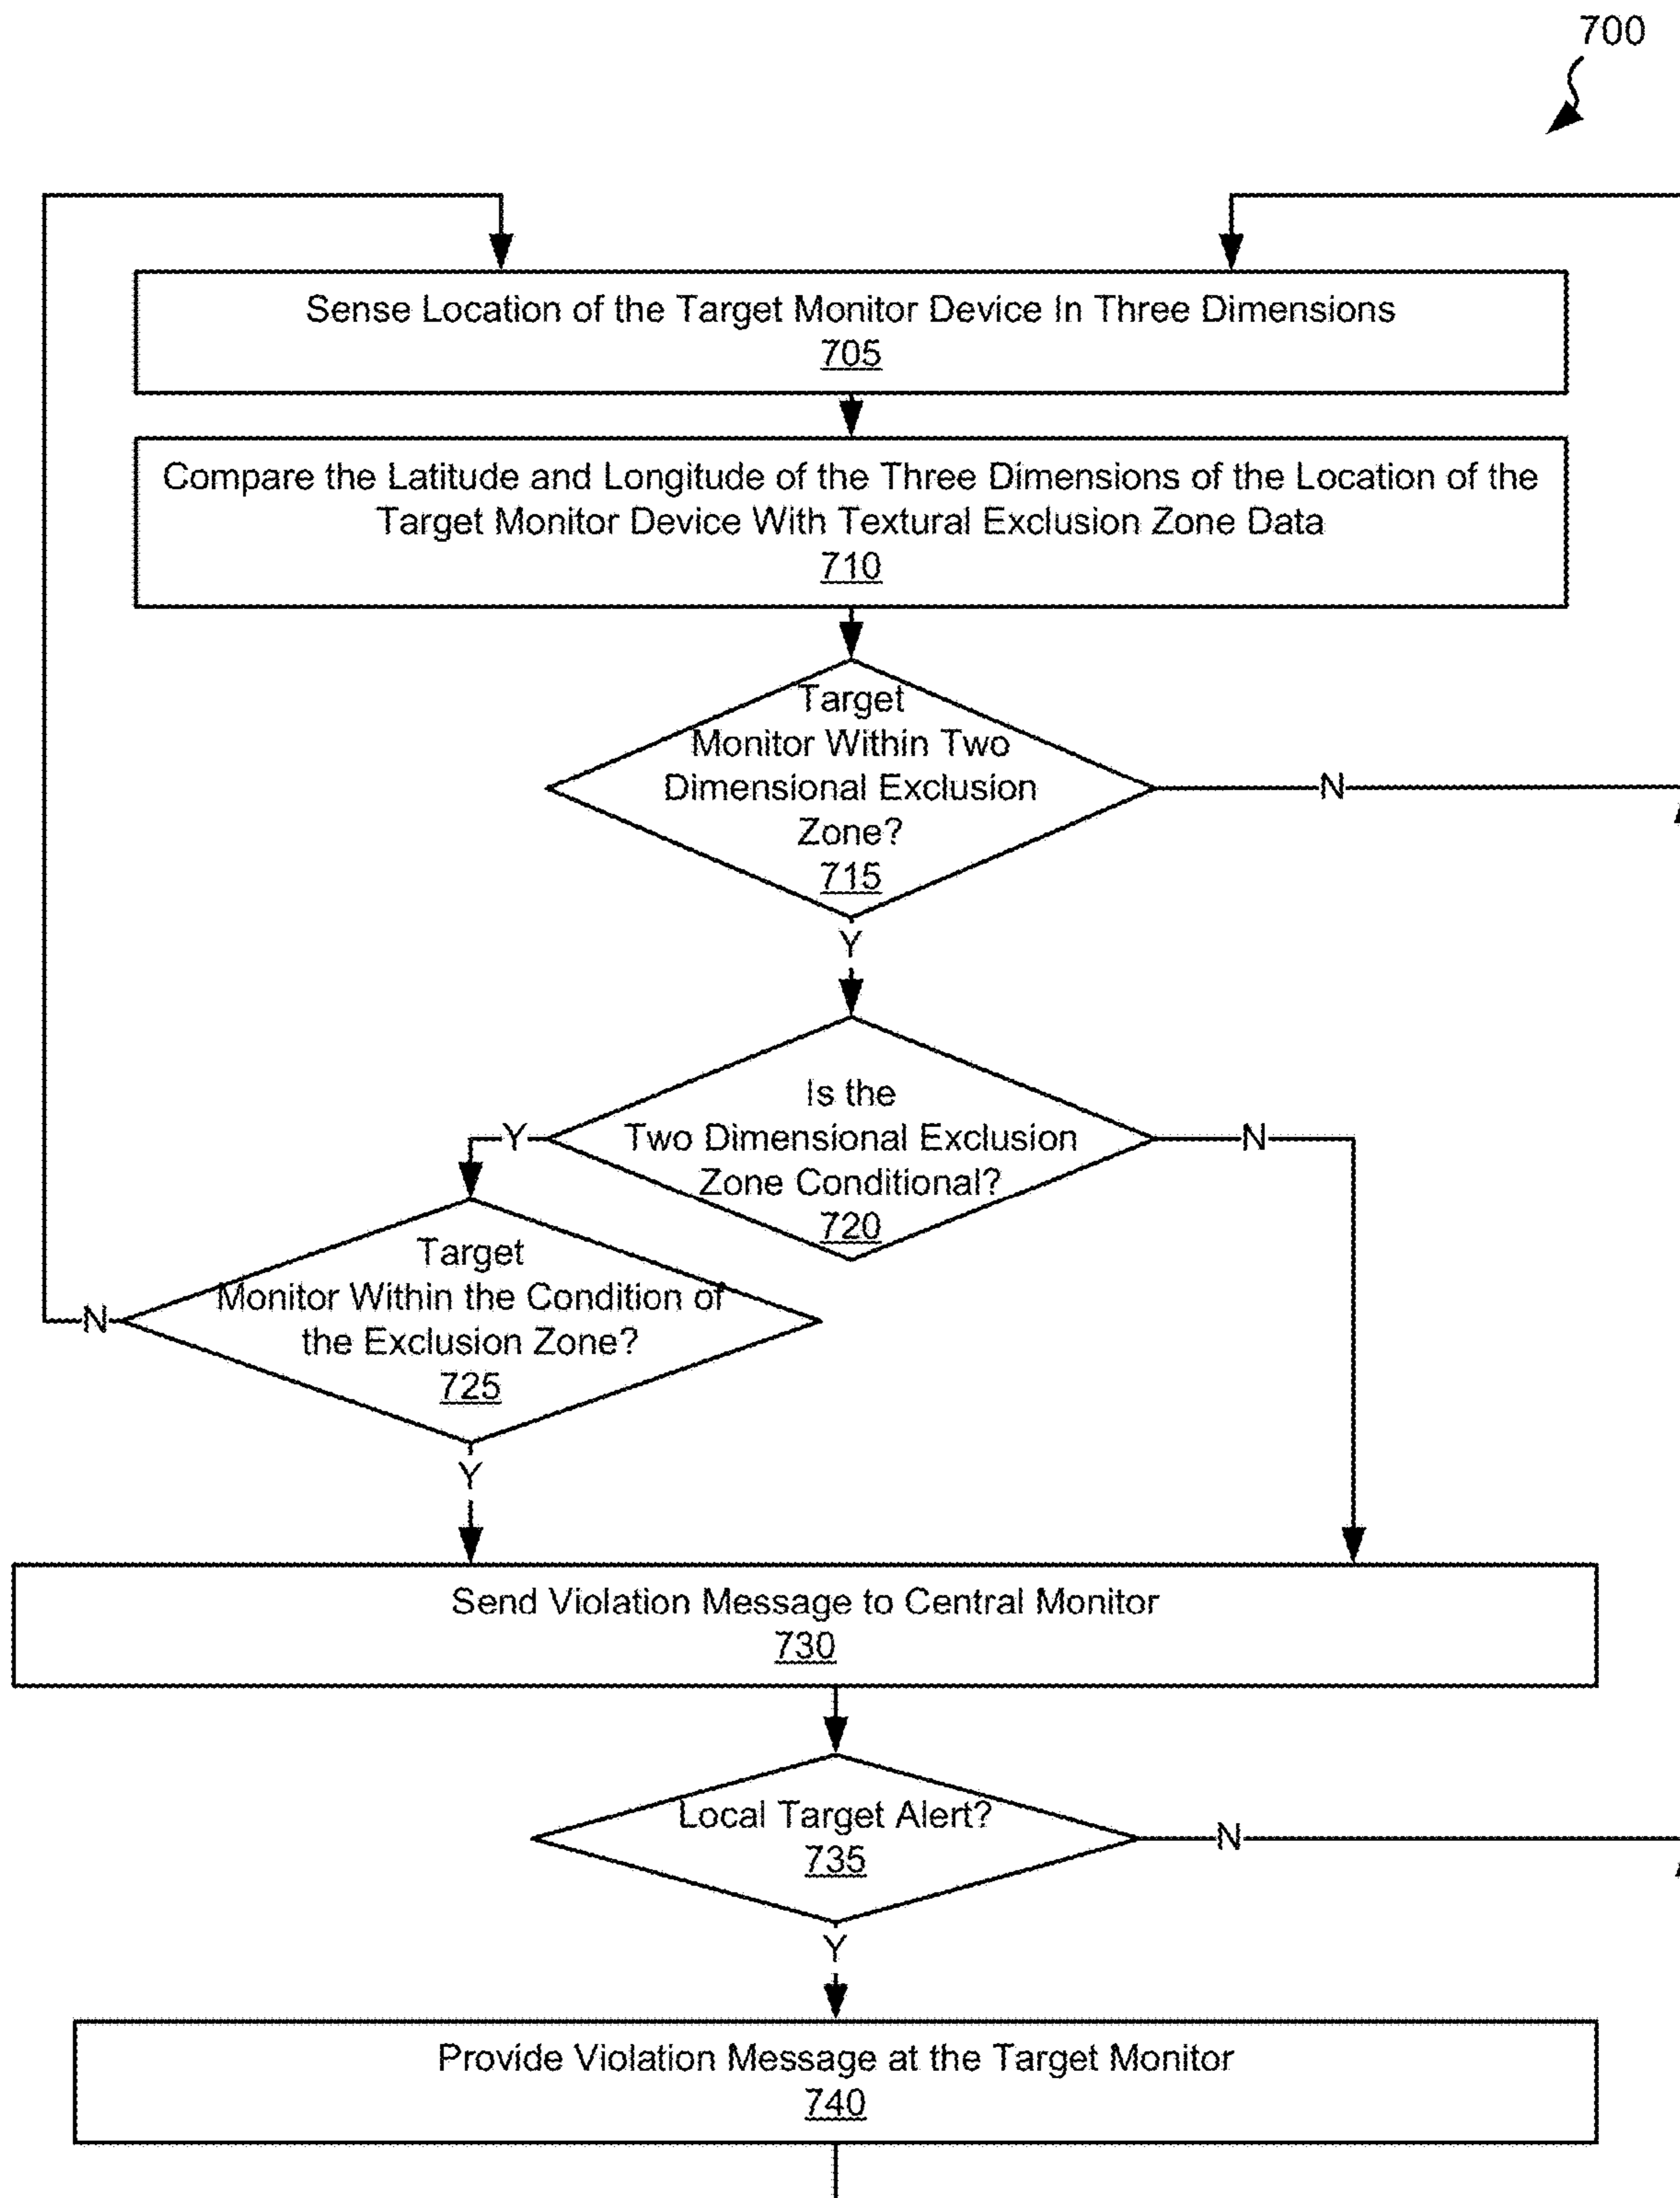 700
Sense Location of the Target Monitor Device In Three Dimensions
705
Compare the Latitude and Longitude of the Three Dimensions of the Location of the
Target Monitor Device With Textural Exclusion Zone Data
710
Target
Monitor Within Two
Dimensional Exclusion
Zone?
715
N
Y
Is the
Two Dimensional Exclusion
Zone Conditional?
720
Y
N
Target
Monitor Within the Condition of
the Exclusion Zone?
725
N
Y
Send Violation Message to Central Monitor
730
Local Target Alert?
735
N
Y
Provide Violation Message at the Target Monitor
740